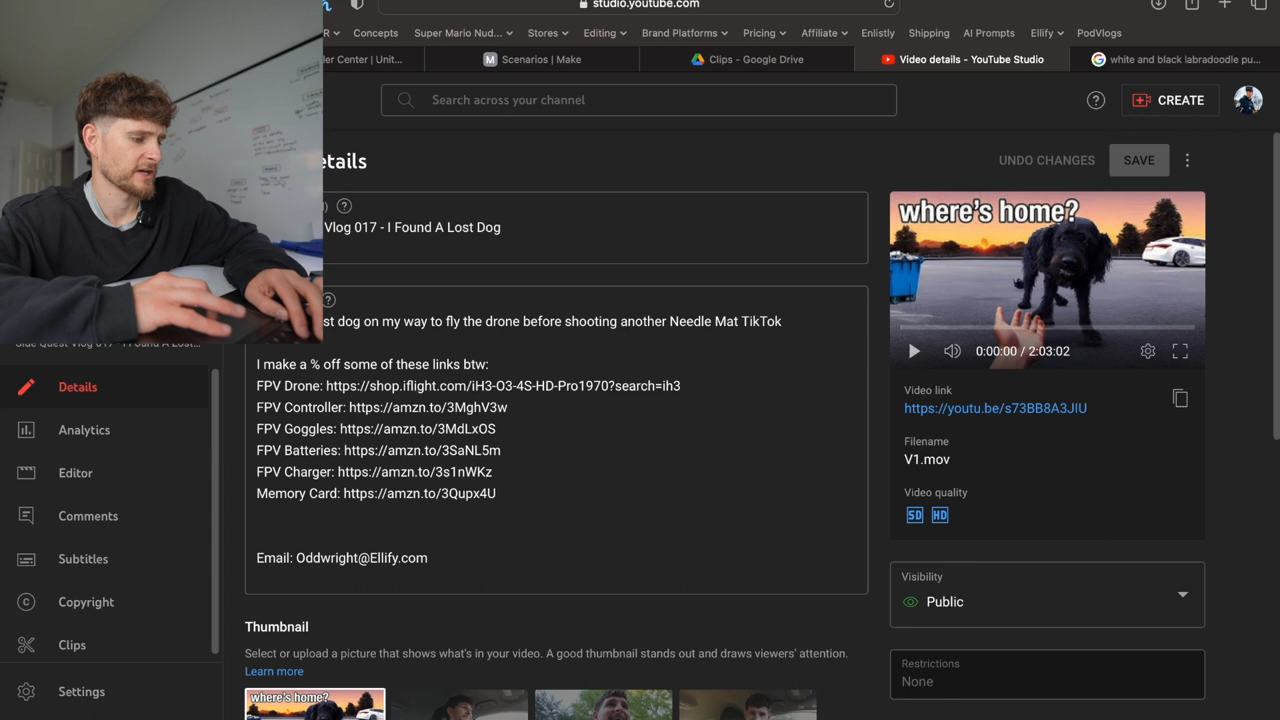 studio.youtube.com
R
Concepts
Super Mario Nud...
Stores
Editing
Brand Platforms
Pricing
Affiliate
Enlistly
Shipping
AI Prompts
Ellify
PodVlogs
ler Center | Unit...
Scenarios | Make
Clips - Google Drive
Video details - YouTube Studio
white and black labradoodle pu...
Search across your channel
CREATE
etails
UNDO CHANGES
SAVE
Vlog 017 - I Found A Lost Dog
st dog on my way to fly the drone before shooting another Needle Mat TikTok
I make a % off some of these links btw:
FPV Drone: https://shop.iflight.com/iH3-O3-4S-HD-Pro1970?search=ih3
FPV Controller: https://amzn.to/3MghV3w
FPV Goggles: https://amzn.to/3MdLxOS
FPV Batteries: https://amzn.to/3SaNL5m
FPV Charger: https://amzn.to/3s1nWKz
Memory Card: https://amzn.to/3Qupx4U
Email: Oddwright@Ellify.com
Thumbnail
Select or upload a picture that shows what's in your video. A good thumbnail stands out and draws viewers' attention.
Learn more
where's home?
where's home?
0:00:00 / 2:03:02
Video link
https://youtu.be/s73BB8A3JIU
Filename
V1.mov
Video quality
SD HD
Visibility
Public
Restrictions
None
Side Quest Vlog 017 - I Found A Lost...
Details
Analytics
Editor
Comments
Subtitles
Copyright
Clips
Settings